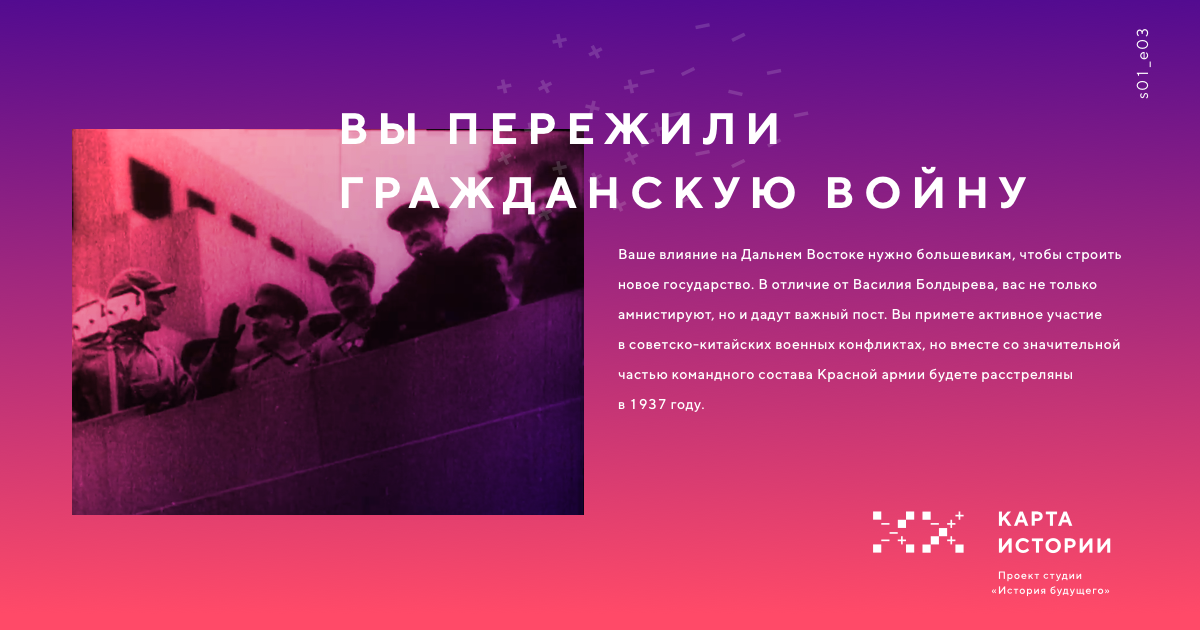 s01_e03
ВЫ ПЕРЕЖИЛИ
ГРАЖДАНСКУЮ ВОЙНУ
Ваше влияние на Дальнем Востоке нужно большевикам, чтобы строить
новое государство. В отличие от Василия Болдырева, вас не только
амнистируют, но и дадут важный пост. Вы примете активное участие
в советско-китайских военных конфликтах, но вместе со значительной
частью командного состава Красной армии будете расстреляны
в 1937 году.
КАРТА
ИСТОРИИ
Проект студии
«История будущего»